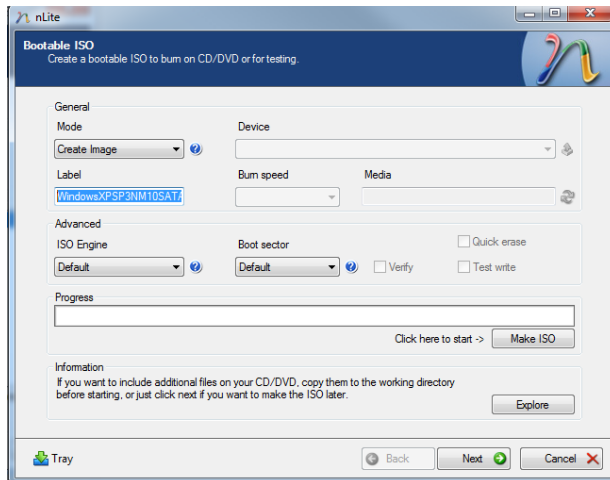 nLite
Bootable ISO
Create a bootable ISO to burn on CD/DVD or for testing.
General
Mode
Device
Create Image
Label
Burn speed
Media
WindowsXPSP3NM10SATA
Advanced
ISO Engine
Boot sector
Quick erase
Default
Default
Verify
Test write
Progress
Click here to start ->
Make ISO
Information
If you want to include additional files on your CD/DVD, copy them to the working directory
before starting, or just click next if you want to make the ISO later.
Explore
Tray
Back
Next
Cancel